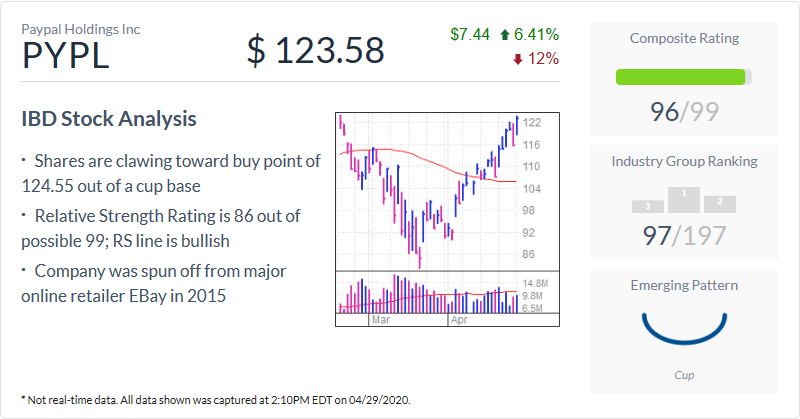 Paypal Holdings Inc
PYPL
$ 123.58
$7.44 6.41%
12%
IBD Stock Analysis
· Shares are clawing toward buy point of
124.55 out of a cup base
· Relative Strength Rating is 86 out of
possible 99; RS line is bullish
· Company was spun off from major
online retailer EBay in 2015
122
116
110
104
98
92
86
14.8M
9.8M
6.5M
Mar Apr
Composite Rating
96/99
Industry Group Ranking
3 1 2
97/197
Emerging Pattern
Cup
* Not real-time data. All data shown was captured at 2:10PM EDT on 04/29/2020.